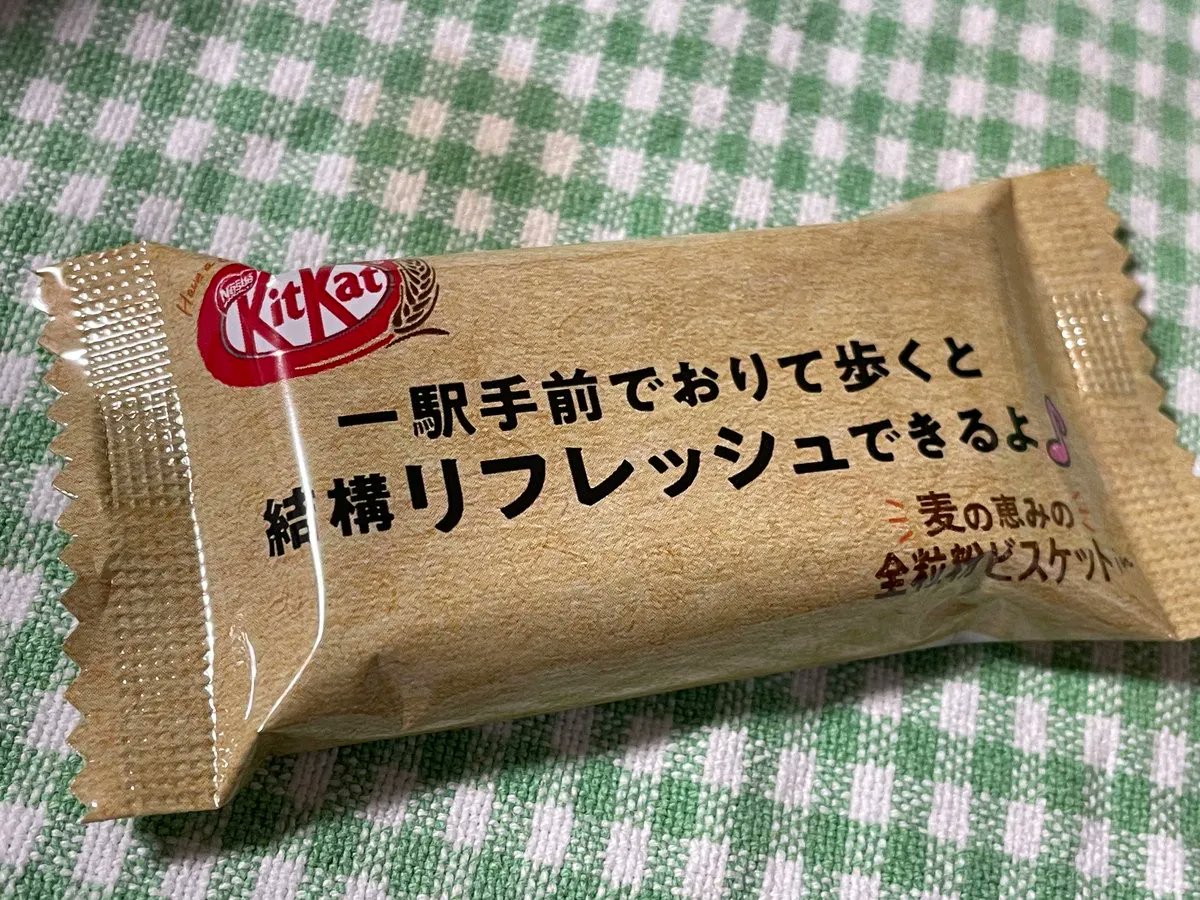 Nestlé
KitKat
一駅手前でおりて歩くと
結構リフレッシュできるよ♪
麦の恵みの
全粒粉ビスケットin